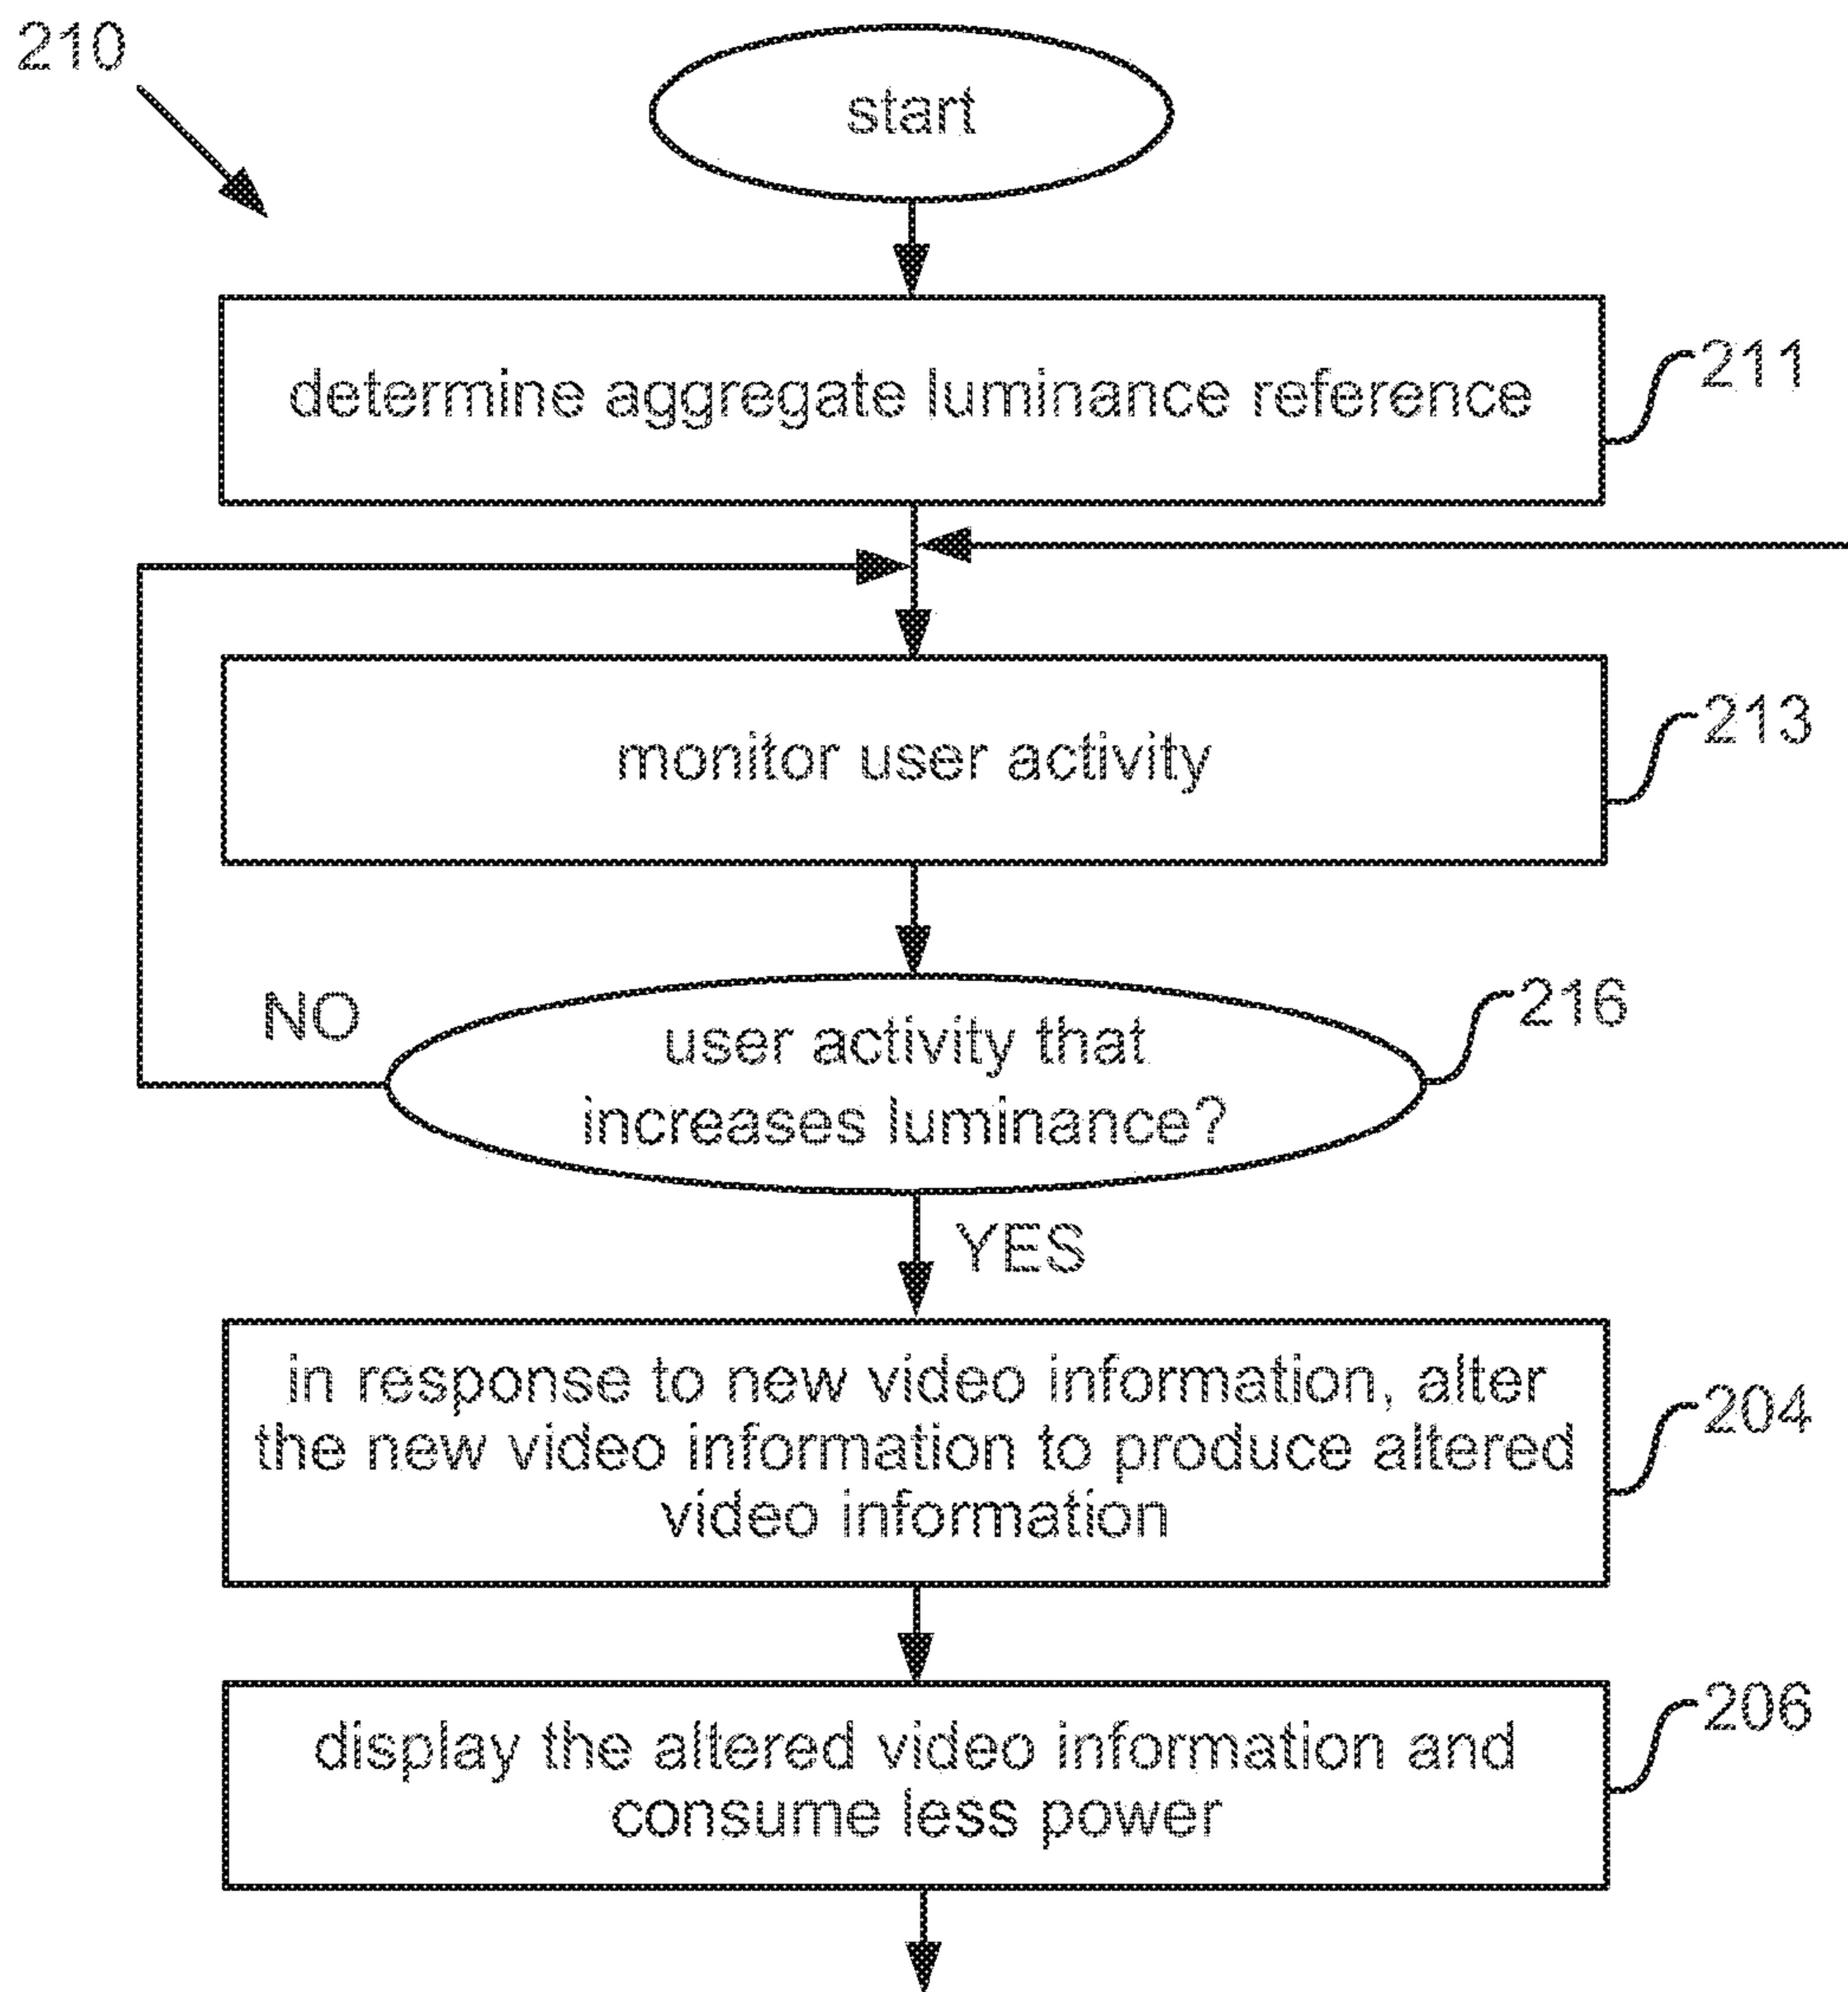 210
start
determine aggregate luminance reference
211
monitor user activity
213
NO
user activity that
increases luminance?
216
YES
in response to new video information, alter
the new video information to produce altered
video information
204
display the altered video information and
consume less power
206